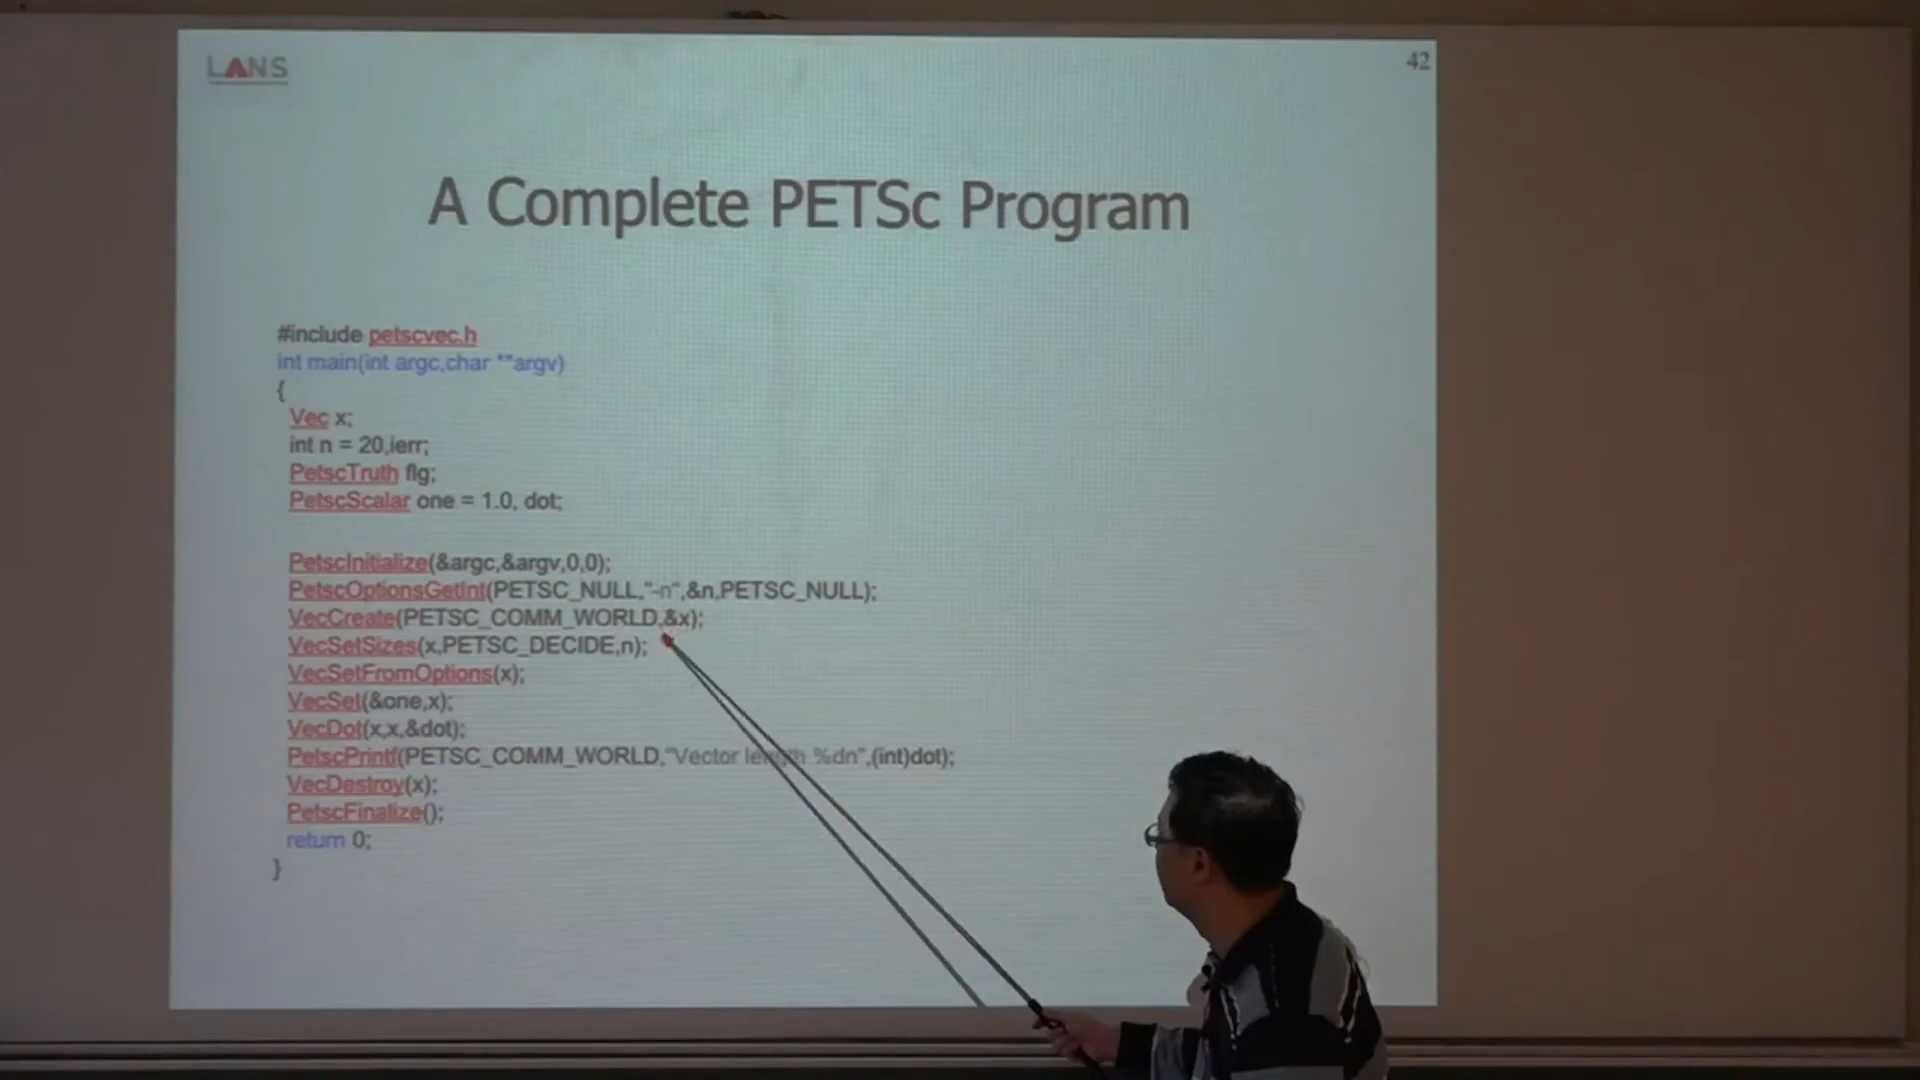 LANS
42
A Complete PETSc Program
#include petscvec.h
int main(int argc,char **argv)
{
Vec x;
int n = 20,ierr;
PetscTruth flg;
PetscScalar one = 1.0, dot;
PetscInitialize(&argc,&argv,0,0);
PetscOptionsGetInt(PETSC_NULL,"-n",&n,PETSC_NULL);
VecCreate(PETSC_COMM_WORLD,&x);
VecSetSizes(x,PETSC_DECIDE,n);
VecSetFromOptions(x);
VecSet(&one,x);
VecDot(x,x,&dot);
PetscPrintf(PETSC_COMM_WORLD,"Vector length %dn",(int)dot);
VecDestroy(x);
PetscFinalize();
return 0;
}